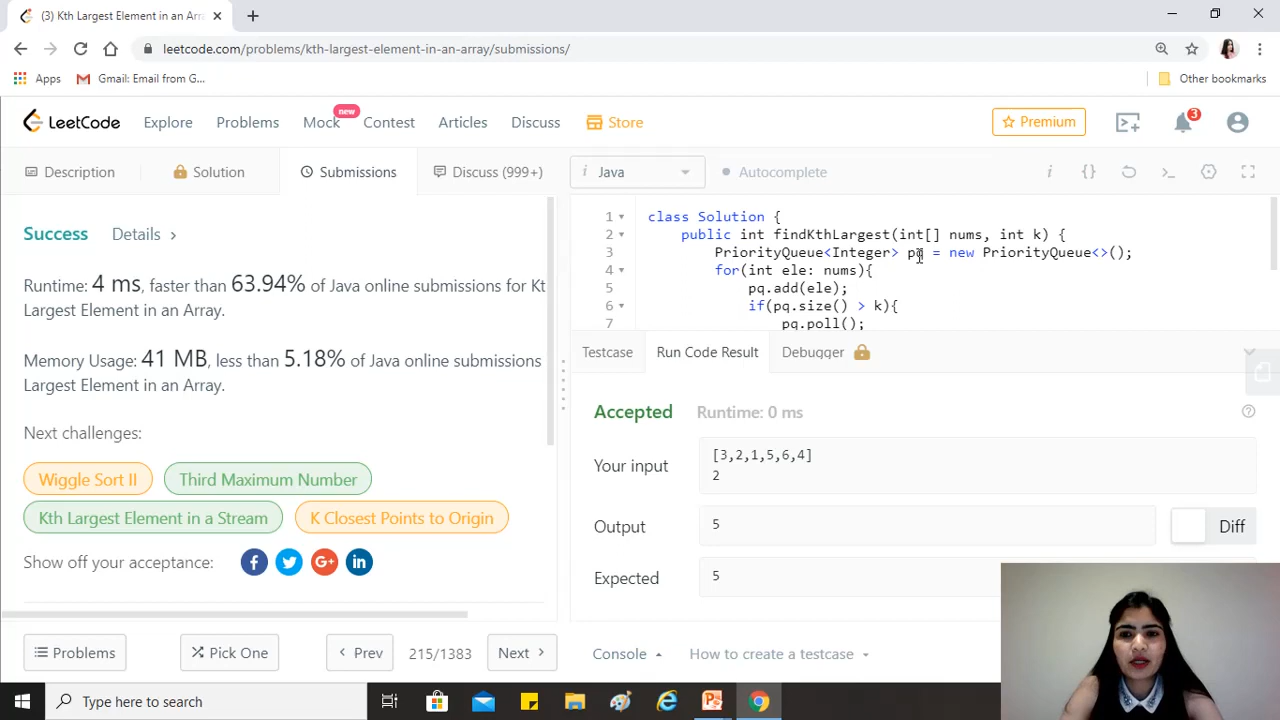 (3) Kth Largest Element in an Arr
leetcode.com/problems/kth-largest-element-in-an-array/submissions/
Apps
Gmail: Email from G...
Other bookmarks
LeetCode
Explore
Problems
Mock
new
Contest
Articles
Discuss
Store
Premium
3
Description
Solution
Submissions
Discuss (999+)
i Java
Autocomplete
i {}
Success
Details
Runtime: 4 ms, faster than 63.94% of Java online submissions for Kt
Largest Element in an Array.
Memory Usage: 41 MB, less than 5.18% of Java online submissions
Largest Element in an Array.
Next challenges:
Wiggle Sort II
Third Maximum Number
Kth Largest Element in a Stream
K Closest Points to Origin
Show off your acceptance:
Problems
Pick One
Prev
215/1383
Next
1 class Solution {
2 public int findKthLargest(int[] nums, int k) {
3 PriorityQueue<Integer> pq = new PriorityQueue<>();
4 for(int ele: nums){
5 pq.add(ele);
6 if(pq.size() > k){
7 pq.poll();
Testcase
Run Code Result
Debugger
Accepted
Runtime: 0 ms
Your input
[3,2,1,5,6,4]
2
Output
5
Diff
Expected
5
Console
How to create a testcase
Type here to search